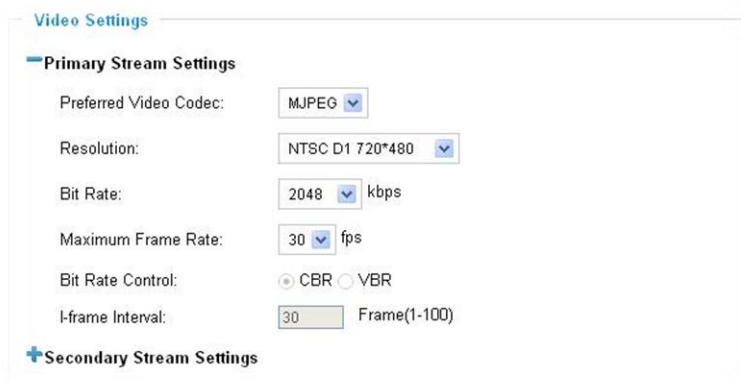 Video Settings
Primary Stream Settings
Preferred Video Codec: MJPEG
Resolution: NTSC D1 720*480
Bit Rate: 2048 kbps
Maximum Frame Rate: 30 fps
Bit Rate Control: CBR VBR
I-frame Interval: 30 Frame(1-100)
Secondary Stream Settings